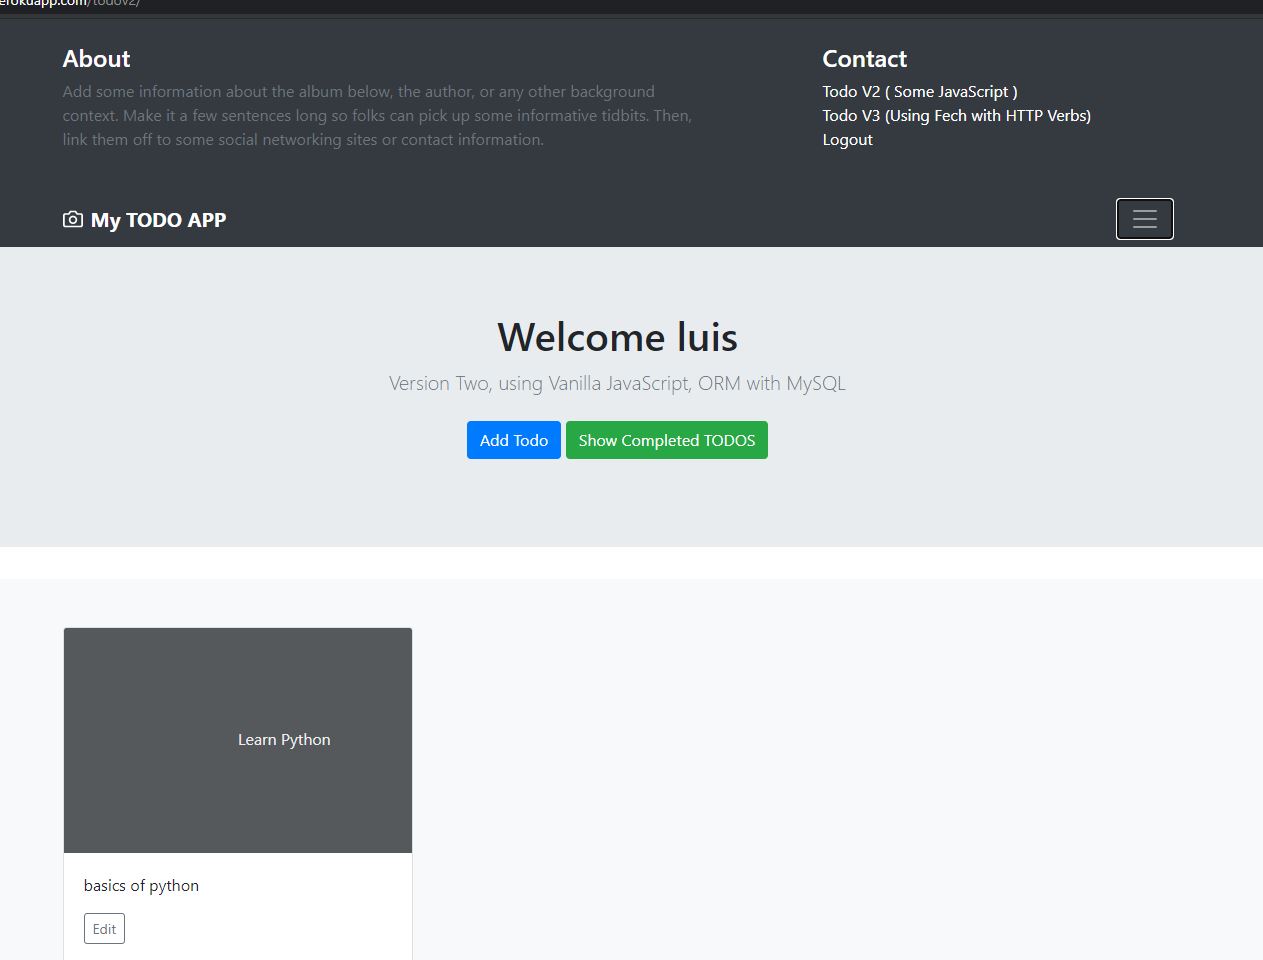 erokuapp.com/todov2/
About
Add some information about the album below, the author, or any other background
context. Make it a few sentences long so folks can pick up some informative tidbits. Then,
link them off to some social networking sites or contact information.
Contact
Todo V2 ( Some JavaScript )
Todo V3 (Using Fech with HTTP Verbs)
Logout
My TODO APP
Welcome luis
Version Two, using Vanilla JavaScript, ORM with MySQL
Add Todo
Show Completed TODOS
Learn Python
basics of python
Edit